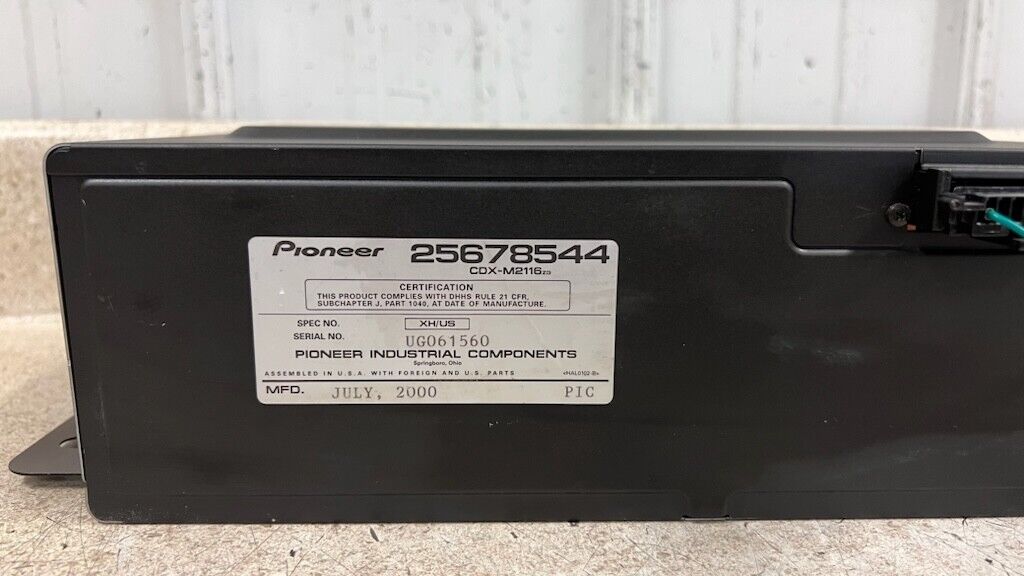 Pioneer 25678544
CDX-M2116ZG
CERTIFICATION
THIS PRODUCT COMPLIES WITH DHHS RULE 21 CFR,
SUBCHAPTER J, PART 1040, AT DATE OF MANUFACTURE.
SPEC NO. XH/US
SERIAL NO. UG061560
PIONEER INDUSTRIAL COMPONENTS
Springboro, Ohio
ASSEMBLED IN U.S.A. WITH FOREIGN AND U.S. PARTS <HAL0102-B>
MFD. JULY, 2000 PIC